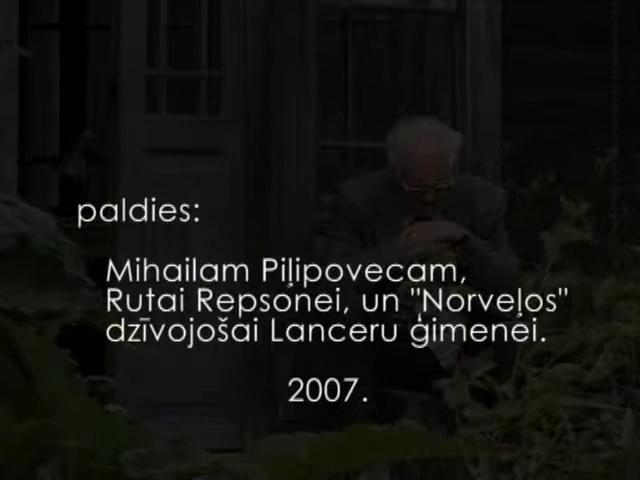 paldies:
Mihailam Piļipovecam,
Rutai Repsonei, un "Norveļos"
dzīvojošai Lanceru ģimenei.
2007.